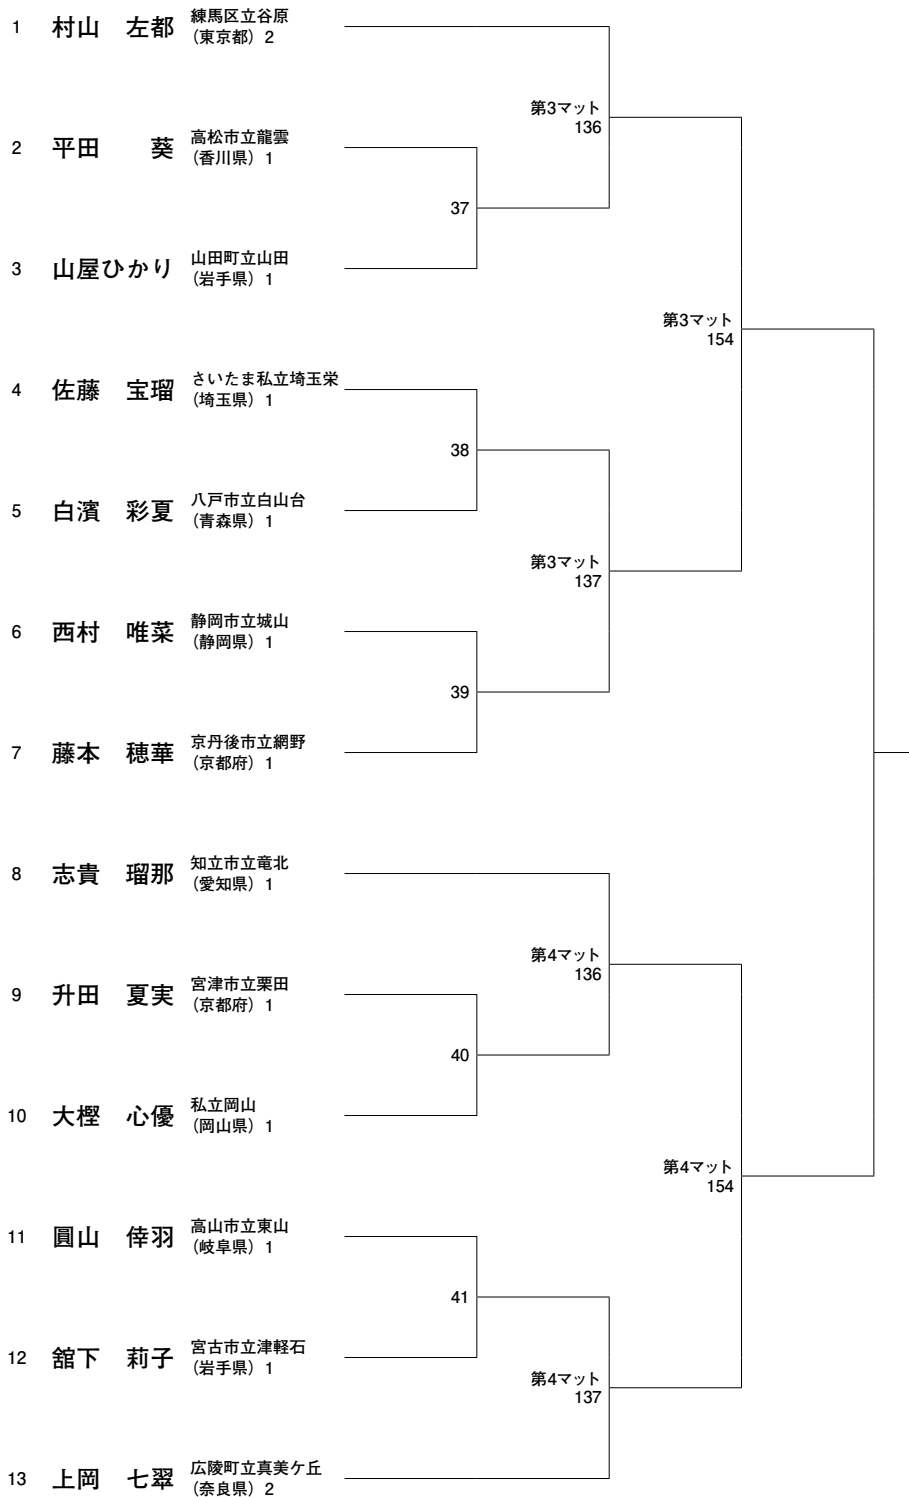 1 村山　左都 練馬区立谷原
(東京都) 2
第3マット
136
2 平田　　葵 高松市立龍雲
(香川県) 1
37
3 山屋ひかり 山田町立山田
(岩手県) 1
第3マット
154
4 佐藤　宝瑠 さいたま私立埼玉栄
(埼玉県) 1
38
5 白濱　彩夏 八戸市立白山台
(青森県) 1
第3マット
137
6 西村　唯菜 静岡市立城山
(静岡県) 1
39
7 藤本　穂華 京丹後市立網野
(京都府) 1
8 志貴　瑠那 知立市立竜北
(愛知県) 1
第4マット
136
9 升田　夏実 宮津市立栗田
(京都府) 1
40
10 大樫　心優 私立岡山
(岡山県) 1
第4マット
154
11 圓山　倖羽 高山市立東山
(岐阜県) 1
41
12 舘下　莉子 宮古市立津軽石
(岩手県) 1
第4マット
137
13 上岡　七翠 広陵町立真美ケ丘
(奈良県) 2